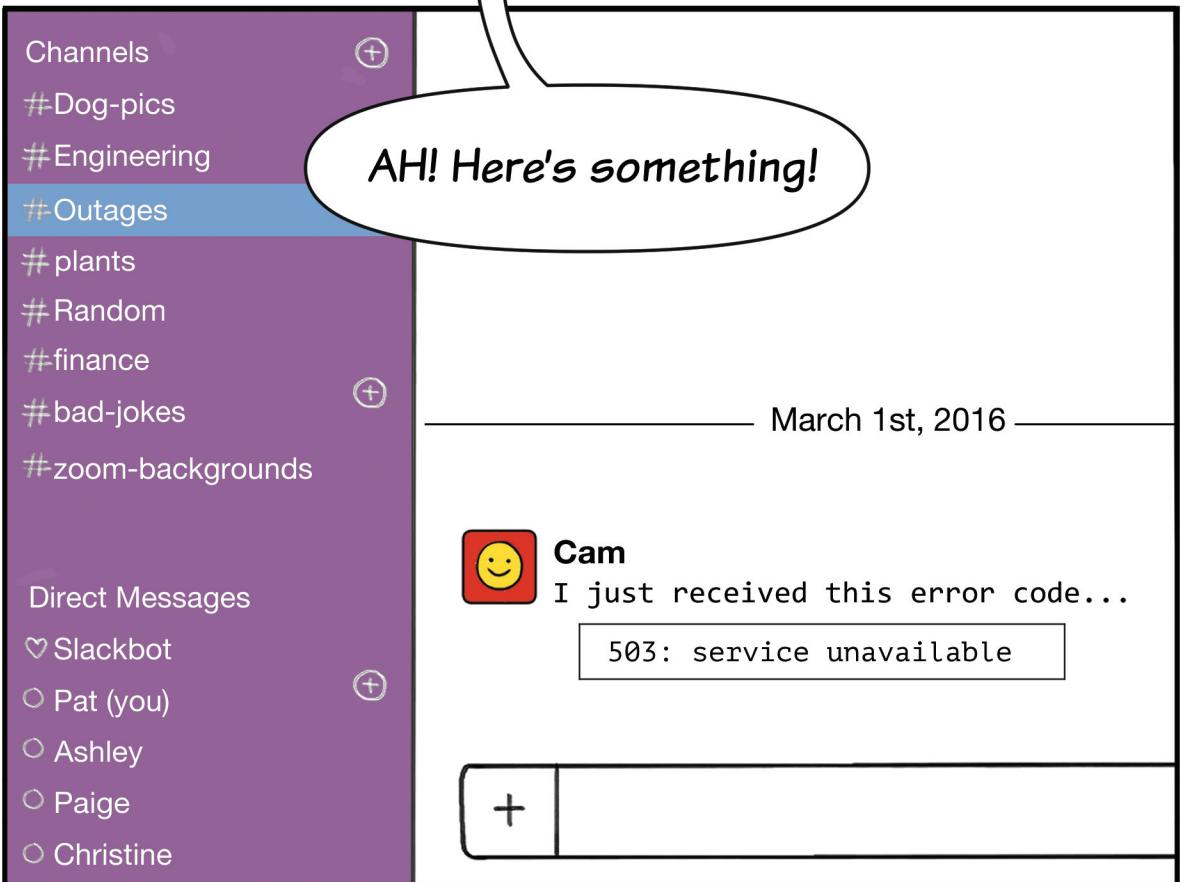 Channels
#Dog-pics
#Engineering
#Outages
#plants
#Random
#finance
#bad-jokes
#zoom-backgrounds
Direct Messages
Slackbot
Pat (you)
Ashley
Paige
Christine
AH! Here's something!
March 1st, 2016
Cam
I just received this error code...
503: service unavailable